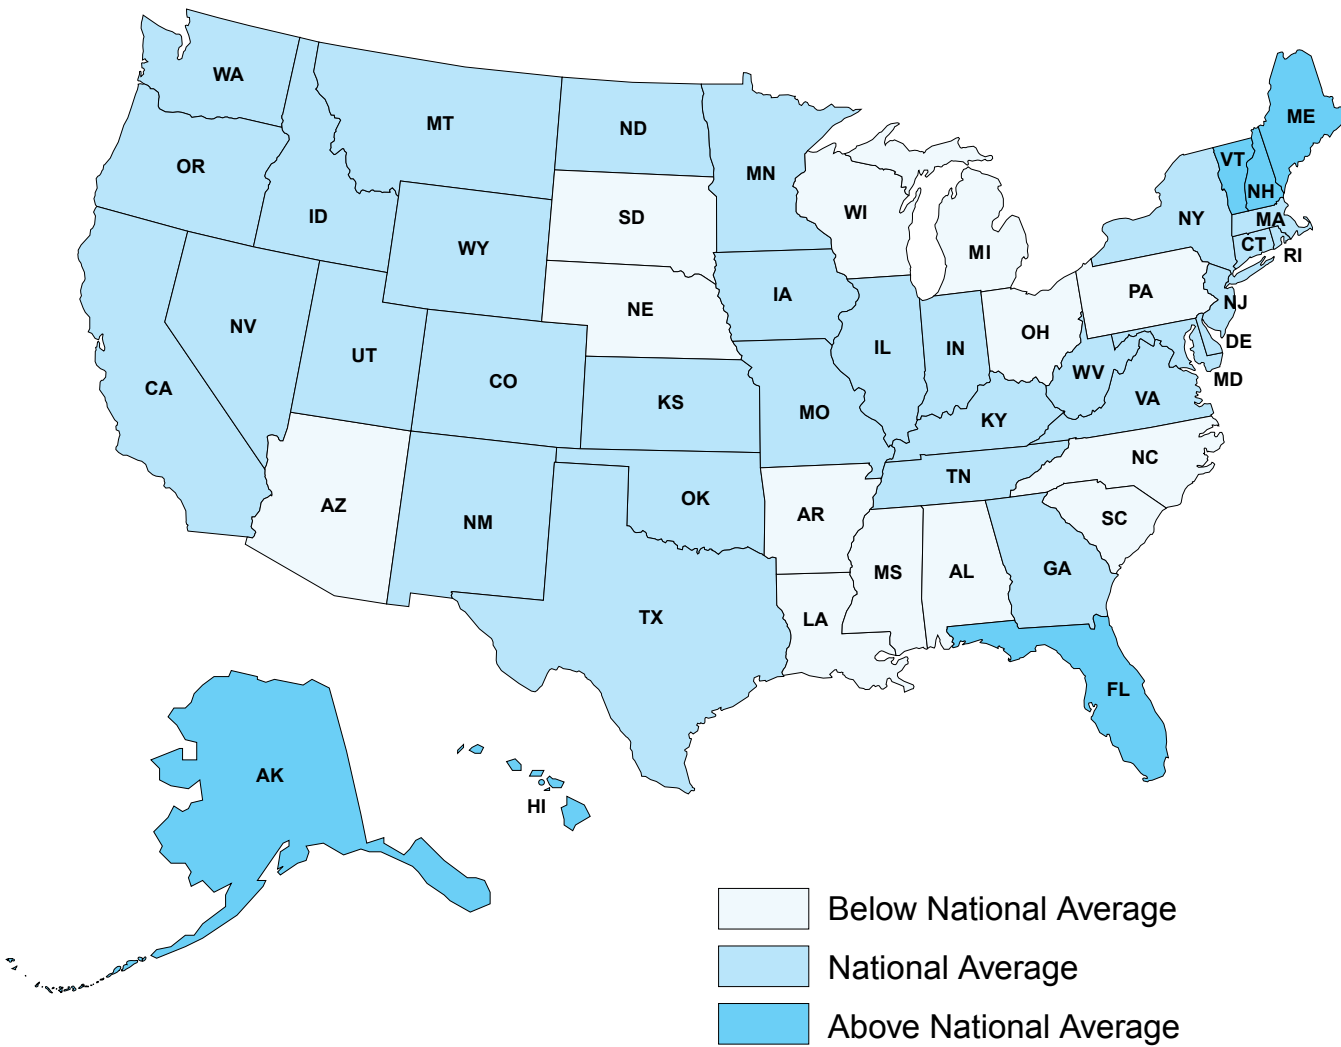 WA
MT
ND
MN
OR
ID
SD
WI
MI
ME
VT
NH
NY
MA
CT
RI
WY
NE
IA
PA
NJ
NV
UT
CO
KS
MO
IL
IN
OH
DE
MD
WV
VA
CA
KY
NC
TN
SC
AZ
NM
OK
AR
MS
AL
GA
TX
LA
FL
AK
HI
Below National Average
National Average
Above National Average